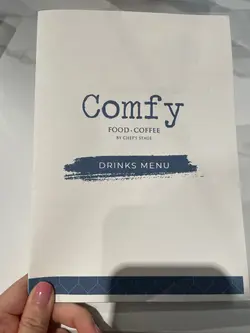 Comfy
FOOD - COFFEE
BY CHEF'S STAGE
DRINKS MENU